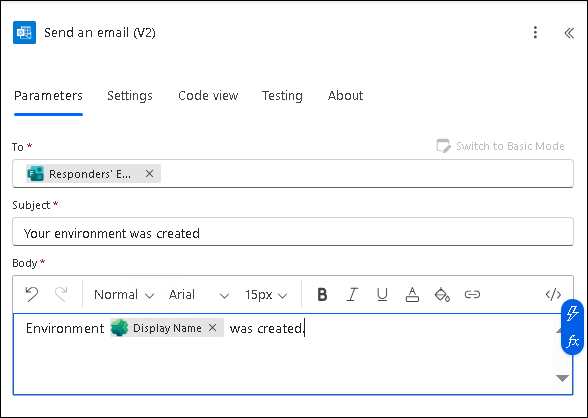 Send an email (V2)
Parameters Settings Code view Testing About
To * Switch to Basic Mode
Responders' E...
Subject *
Your environment was created
Body *
Normal Arial 15px B I U A </>
Environment Display Name was created.
fx